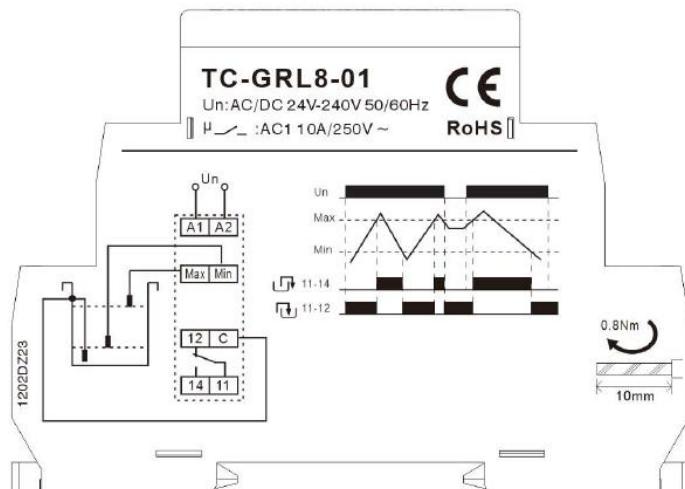 TC-GRL8-01
Un:AC/DC 24V-240V 50/60Hz
μ :AC1 10A/250V ~
CE
RoHS
Un
A1 A2
Max Min
12 C
14 11
1202DZ23
Un
Max
Min
11-14
11-12
0.8Nm
10mm